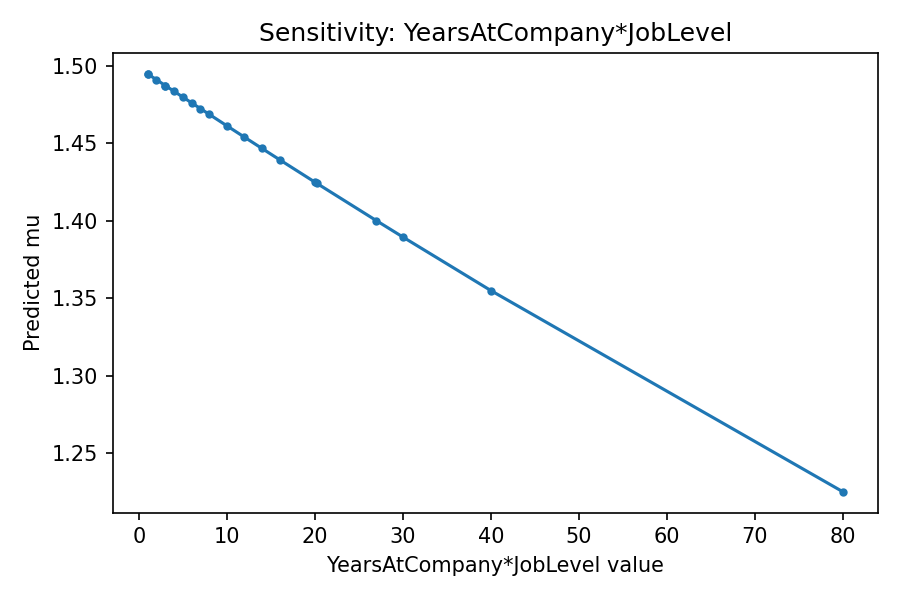 Sensitivity: YearsAtCompany*JobLevel
Predicted mu
1.50
1.45
1.40
1.35
1.30
1.25
0 10 20 30 40 50 60 70 80
YearsAtCompany*JobLevel value